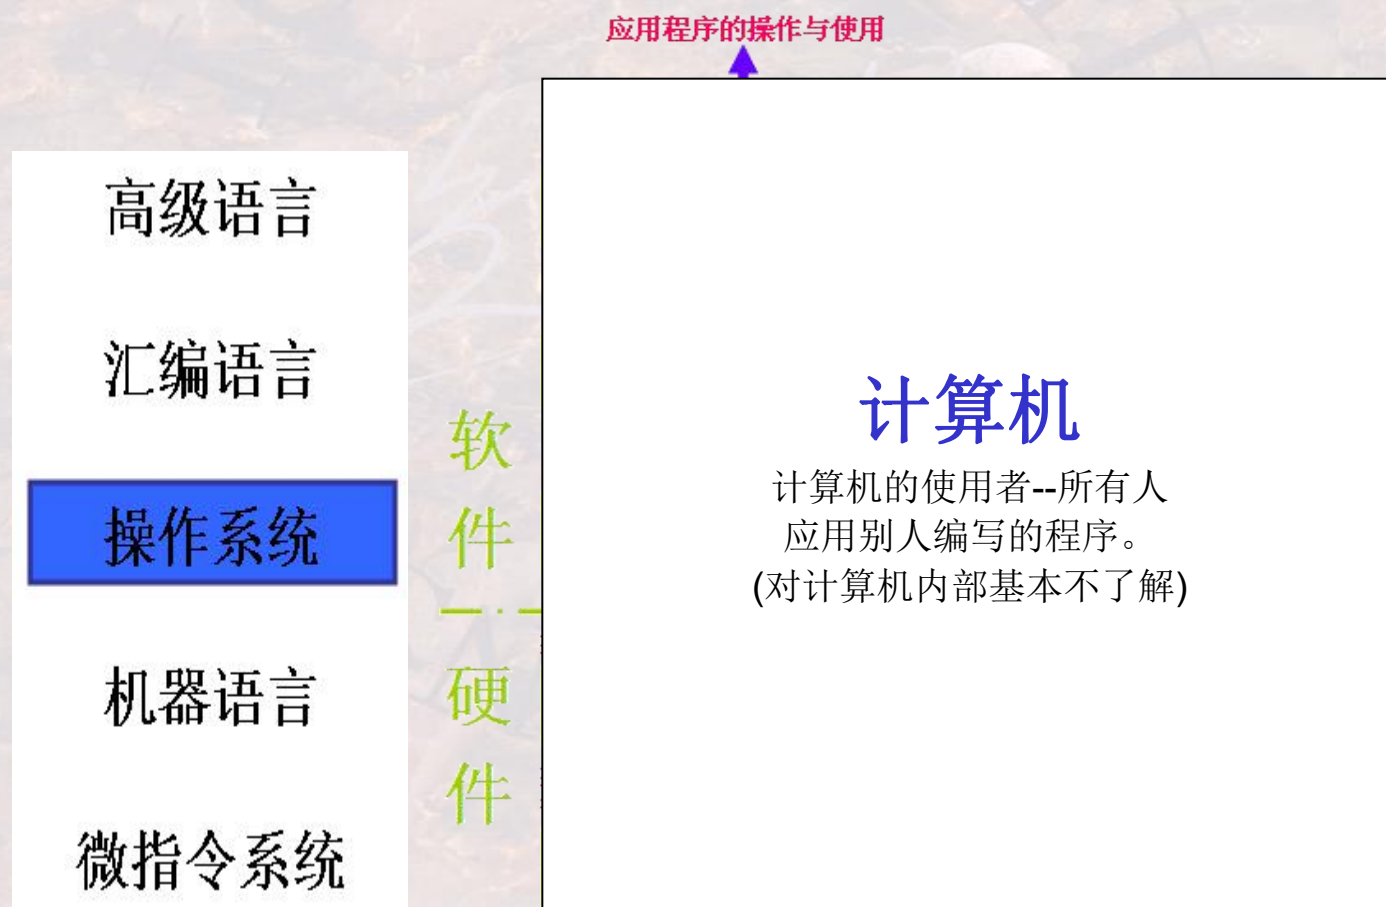 应用程序的操作与使用
高级语言
汇编语言
操作系统
机器语言
微指令系统
软
件
硬
件
计算机
计算机的使用者--所有人
应用别人编写的程序。
(对计算机内部基本不了解)